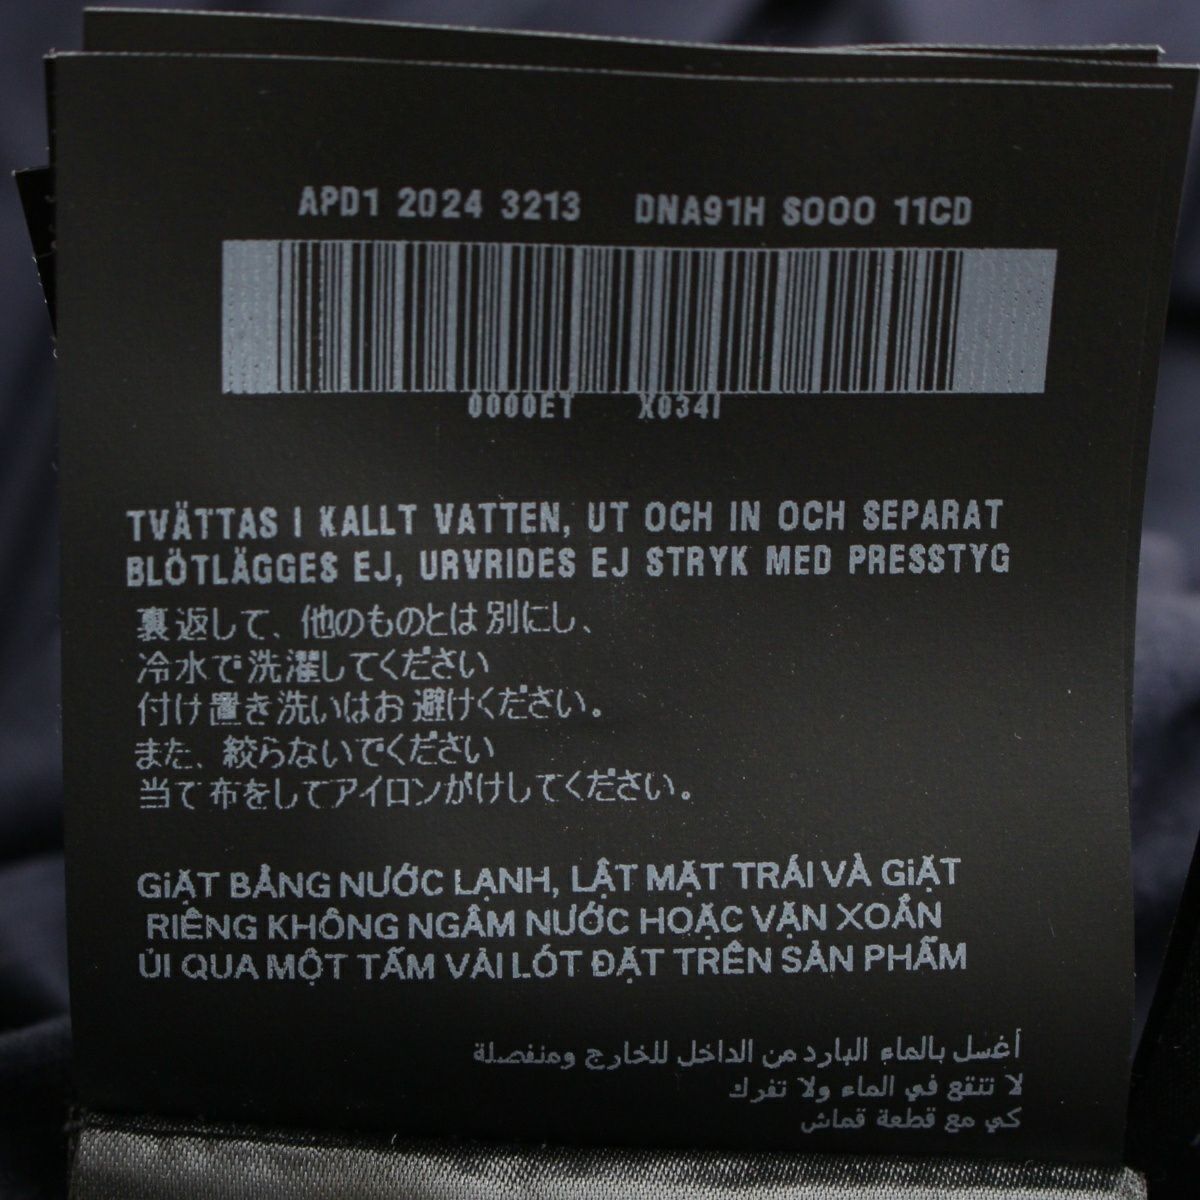 APD1 2024 3213 DNA91H S000 11CD
0000ET X034I
TVÄTTAS I KALLT VATTEN, UT OCH IN OCH SEPARAT
BLÖTLÄGGES EJ, URVRIDES EJ STRYK MED PRESSTYG
裏返して、他のものとは別にし、
冷水で洗濯してください
付け置き洗いはお避けください。
また、絞らないでください
当て布をしてアイロンがけしてください。
GIẶT BẰNG NƯỚC LẠNH, LẬT MẶT TRÁI VÀ GIẶT
RIÊNG KHÔNG NGÂM NƯỚC HOẶC VẶN XOẮN
ỦI QUA MỘT TẤM VẢI LÓT ĐẶT TRÊN SẢN PHẨM
أغسل بالماء البارد من الداخل للخارج ومنفصلة
لا تنقع في الماء ولا تفرك
كي مع قطعة قماش